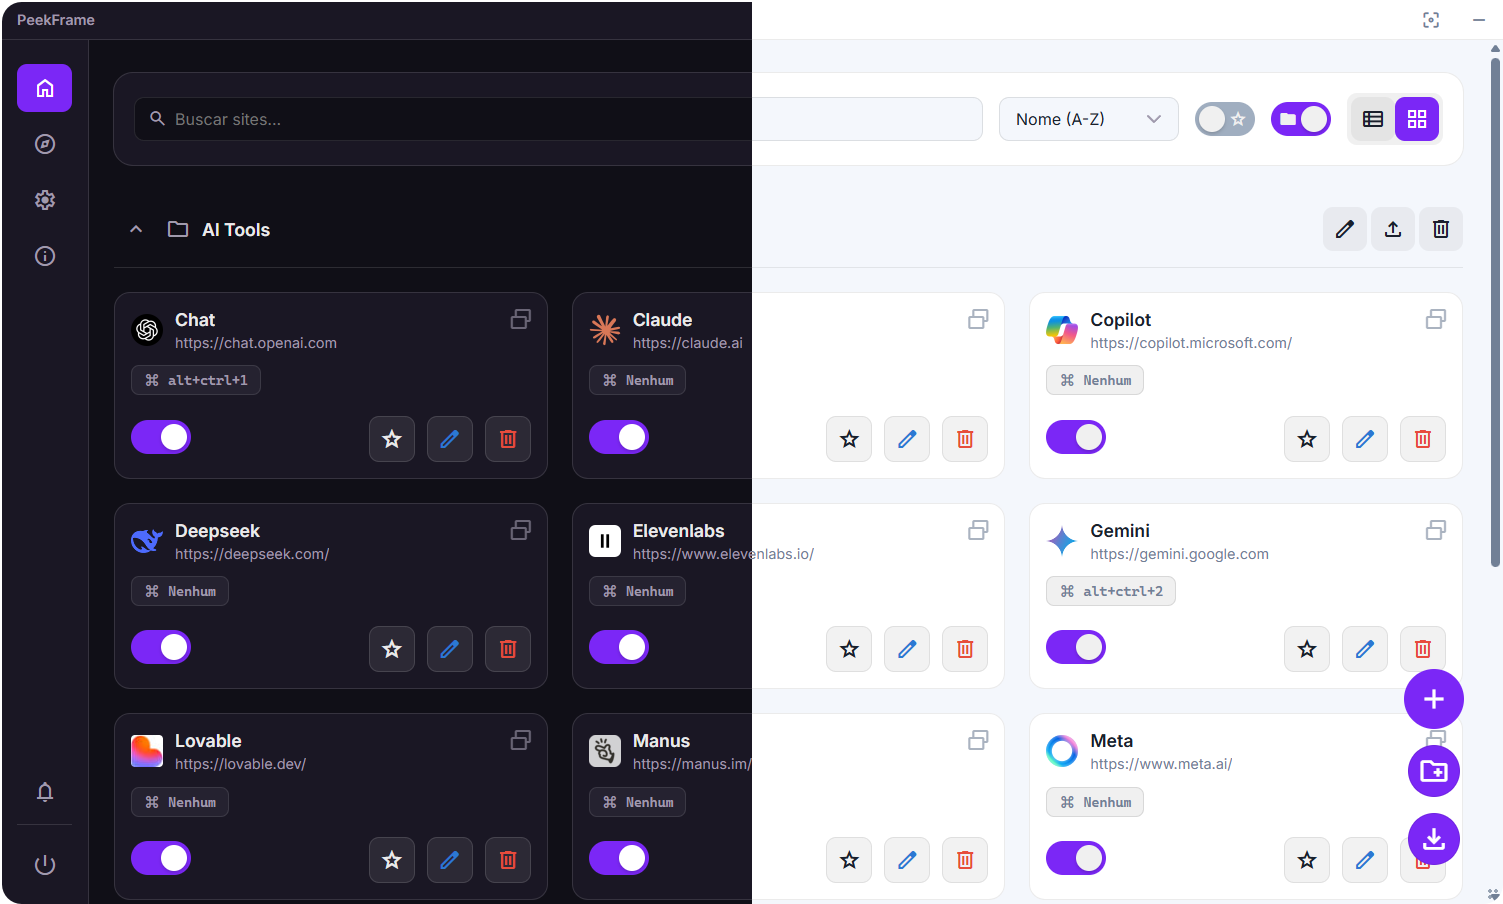 PeekFrame
Buscar sites...
Nome (A-Z)
AI Tools
Chat
https://chat.openai.com
⌘ alt+ctrl+1
Claude
https://claude.ai
⌘ Nenhum
Copilot
https://copilot.microsoft.com/
⌘ Nenhum
Deepseek
https://deepseek.com/
⌘ Nenhum
Elevenlabs
https://www.elevenlabs.io/
⌘ Nenhum
Gemini
https://gemini.google.com
⌘ alt+ctrl+2
Lovable
https://lovable.dev/
⌘ Nenhum
Manus
https://manus.im/
⌘ Nenhum
Meta
https://www.meta.ai/
⌘ Nenhum